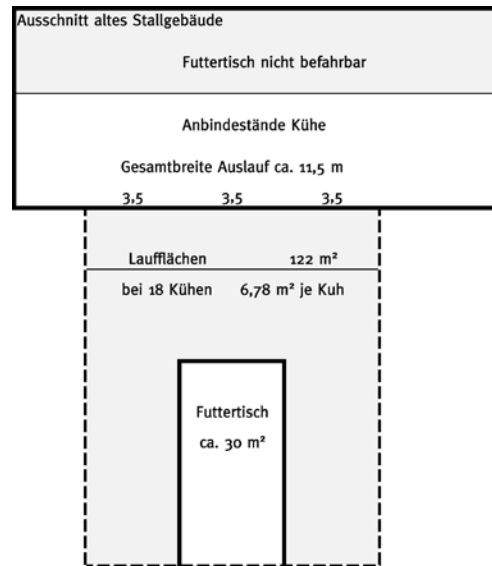 Ausschnitt altes Stallgebäude
Futtertisch nicht befahrbar
Anbindestände Kühe
Gesamtbreite Auslauf ca. 11,5 m
3,5 3,5 3,5
Laufflächen 122 m²
bei 18 Kühen 6,78 m² je Kuh
Futtertisch
ca. 30 m²